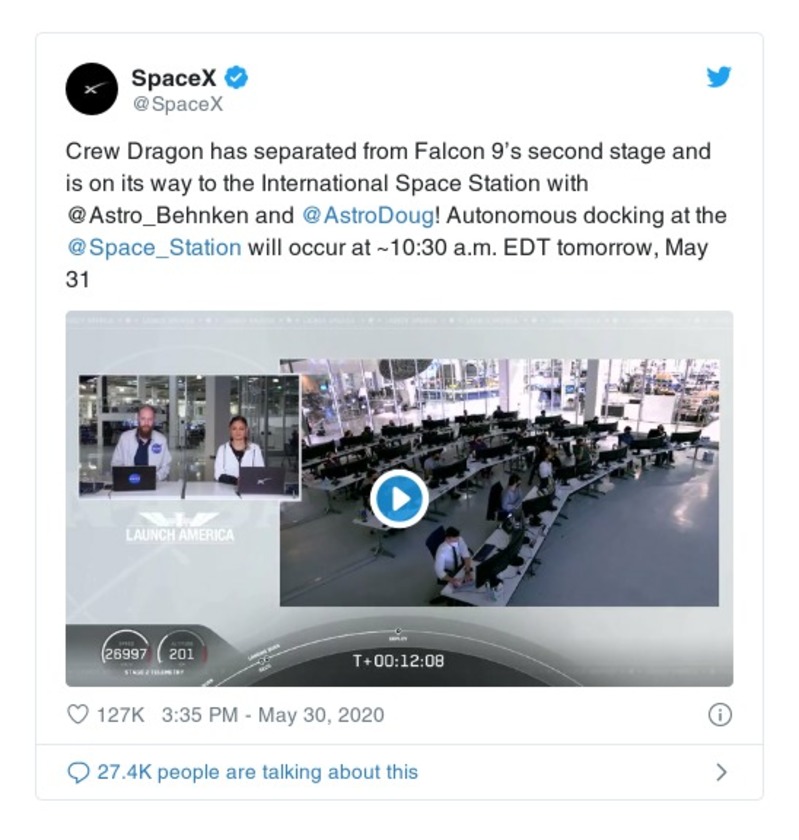 SpaceX
@SpaceX
Crew Dragon has separated from Falcon 9’s second stage and
is on its way to the International Space Station with
@Astro_Behnken and @AstroDoug! Autonomous docking at the
@Space_Station will occur at ~10:30 a.m. EDT tomorrow, May
31
LAUNCH AMERICA
SPEED
26997
ALTITUDE
201
STAGE 2 TELEMETRY
T+00:12:08
127K 3:35 PM - May 30, 2020
27.4K people are talking about this